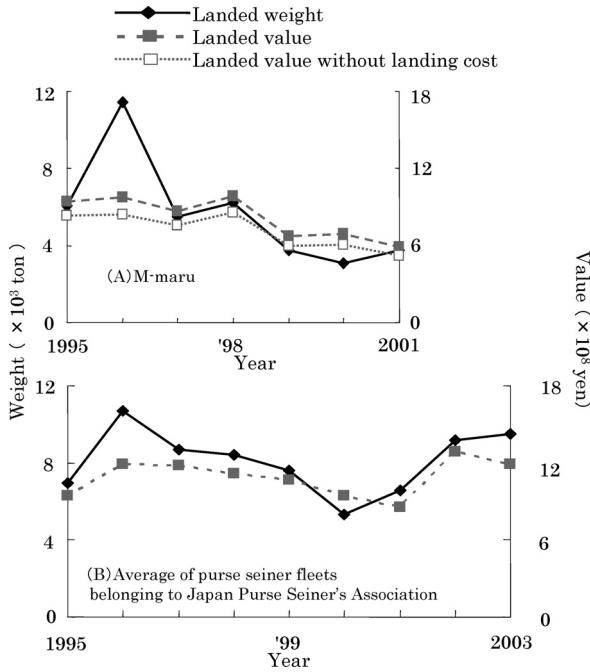 Landed weight
Landed value
Landed value without landing cost
12
18
8
12
4
6
(A)M-maru
0
0
1995
'98
2001
Year
Weight ( ×10³ ton )
Value ( ×10⁸ yen)
12
18
8
12
4
6
(B)Average of purse seiner fleets
belonging to Japan Purse Seiner's Association
0
0
1995
'99
2003
Year